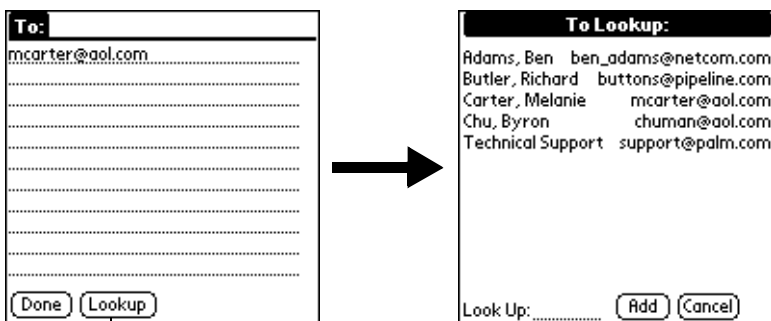 To:
mcarter@aol.com
Done Lookup
To Lookup:
Adams, Ben ben_adams@netcom.com
Butler, Richard buttons@pipeline.com
Carter, Melanie mcarter@aol.com
Chu, Byron chuman@aol.com
Technical Support support@palm.com
Look Up: Add Cancel